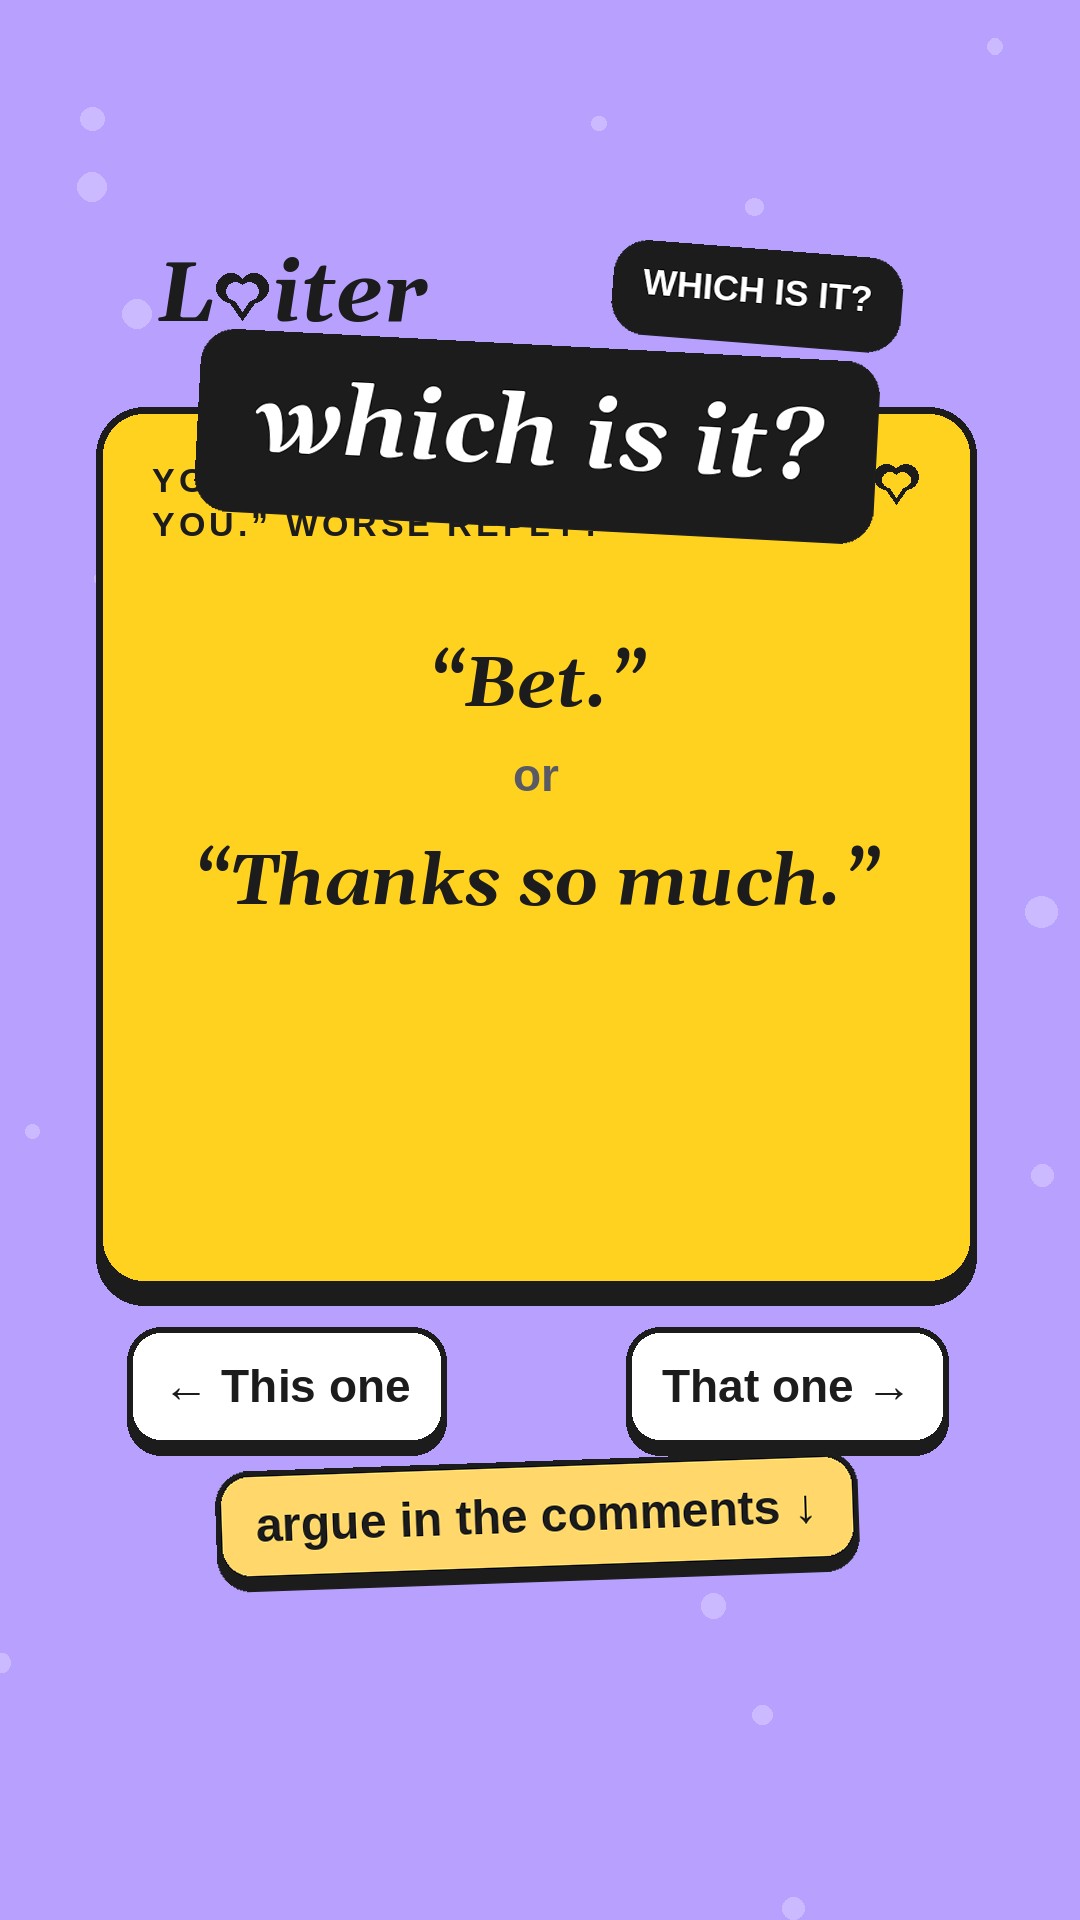 L♡iter
WHICH IS IT?
which is it?
YOU.” WORSE
“Bet.”
or
“Thanks so much.”
← This one
That one →
argue in the comments ↓